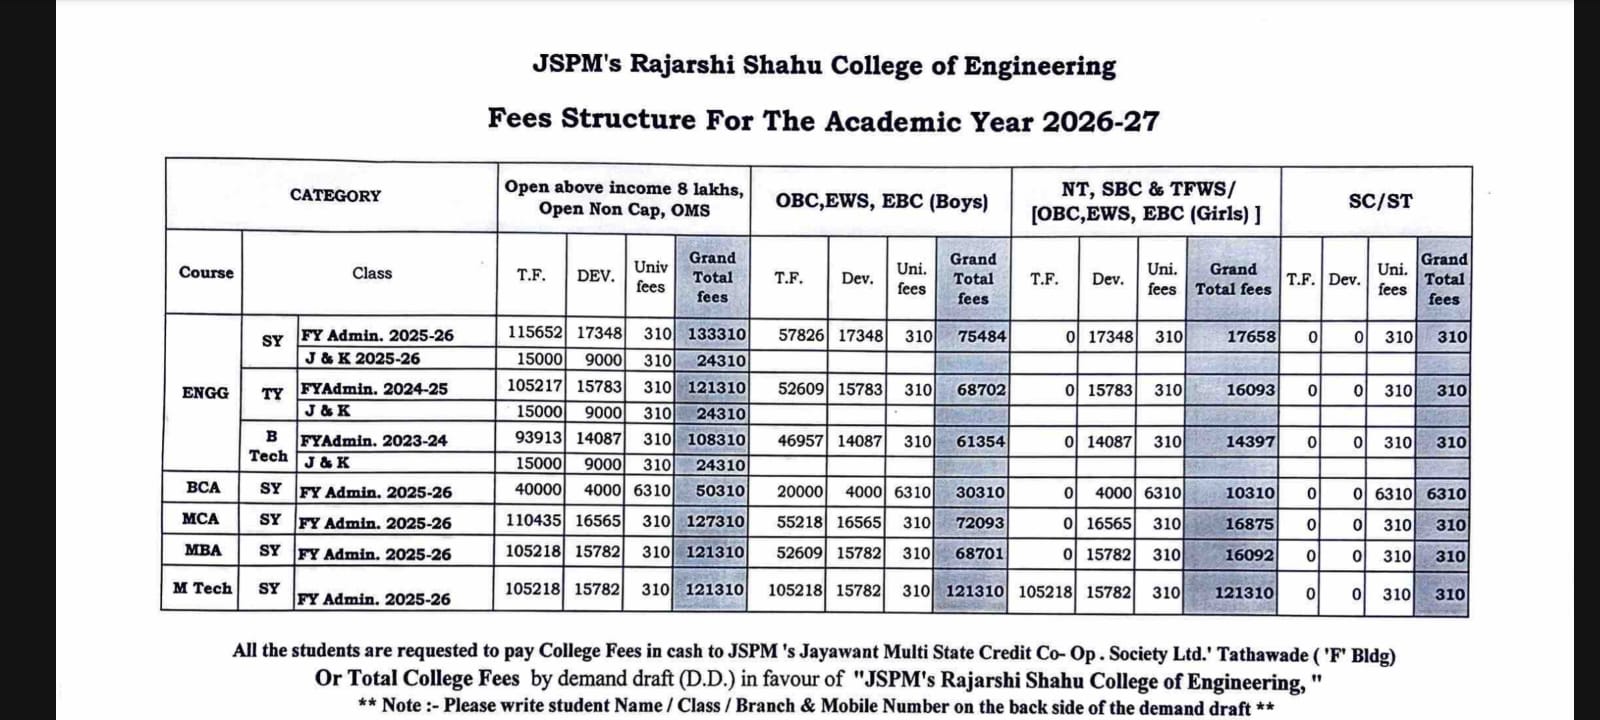 JSPM's Rajarshi Shahu College of Engineering
Fees Structure For The Academic Year 2026-27
CATEGORY Open above income 8 lakhs, Open Non Cap, OMS OBC,EWS, EBC (Boys) NT, SBC & TFWS/ [OBC,EWS, EBC (Girls) ] SC/ST
Course Class T.F. DEV. Univ fees Grand Total fees T.F. Dev. Uni. fees Grand Total fees T.F. Dev. Uni. fees Grand Total fees T.F. Dev. Uni. fees Grand Total fees
ENGG SY FY Admin. 2025-26 115652 17348 310 133310 57826 17348 310 75484 0 17348 310 17658 0 0 310 310
J & K 2025-26 15000 9000 310 24310
TY FYAdmin. 2024-25 105217 15783 310 121310 52609 15783 310 68702 0 15783 310 16093 0 0 310 310
J & K 15000 9000 310 24310
B Tech FYAdmin. 2023-24 93913 14087 310 108310 46957 14087 310 61354 0 14087 310 14397 0 0 310 310
J & K 15000 9000 310 24310
BCA SY FY Admin. 2025-26 40000 4000 6310 50310 20000 4000 6310 30310 0 4000 6310 10310 0 0 6310 6310
MCA SY FY Admin. 2025-26 110435 16565 310 127310 55218 16565 310 72093 0 16565 310 16875 0 0 310 310
MBA SY FY Admin. 2025-26 105218 15782 310 121310 52609 15782 310 68701 0 15782 310 16092 0 0 310 310
M Tech SY FY Admin. 2025-26 105218 15782 310 121310 105218 15782 310 121310 105218 15782 310 121310 0 0 310 310
All the students are requested to pay College Fees in cash to JSPM 's Jayawant Multi State Credit Co- Op . Society Ltd.' Tathawade ( 'F' Bldg)
Or Total College Fees by demand draft (D.D.) in favour of "JSPM's Rajarshi Shahu College of Engineering, "
** Note :- Please write student Name / Class / Branch & Mobile Number on the back side of the demand draft **